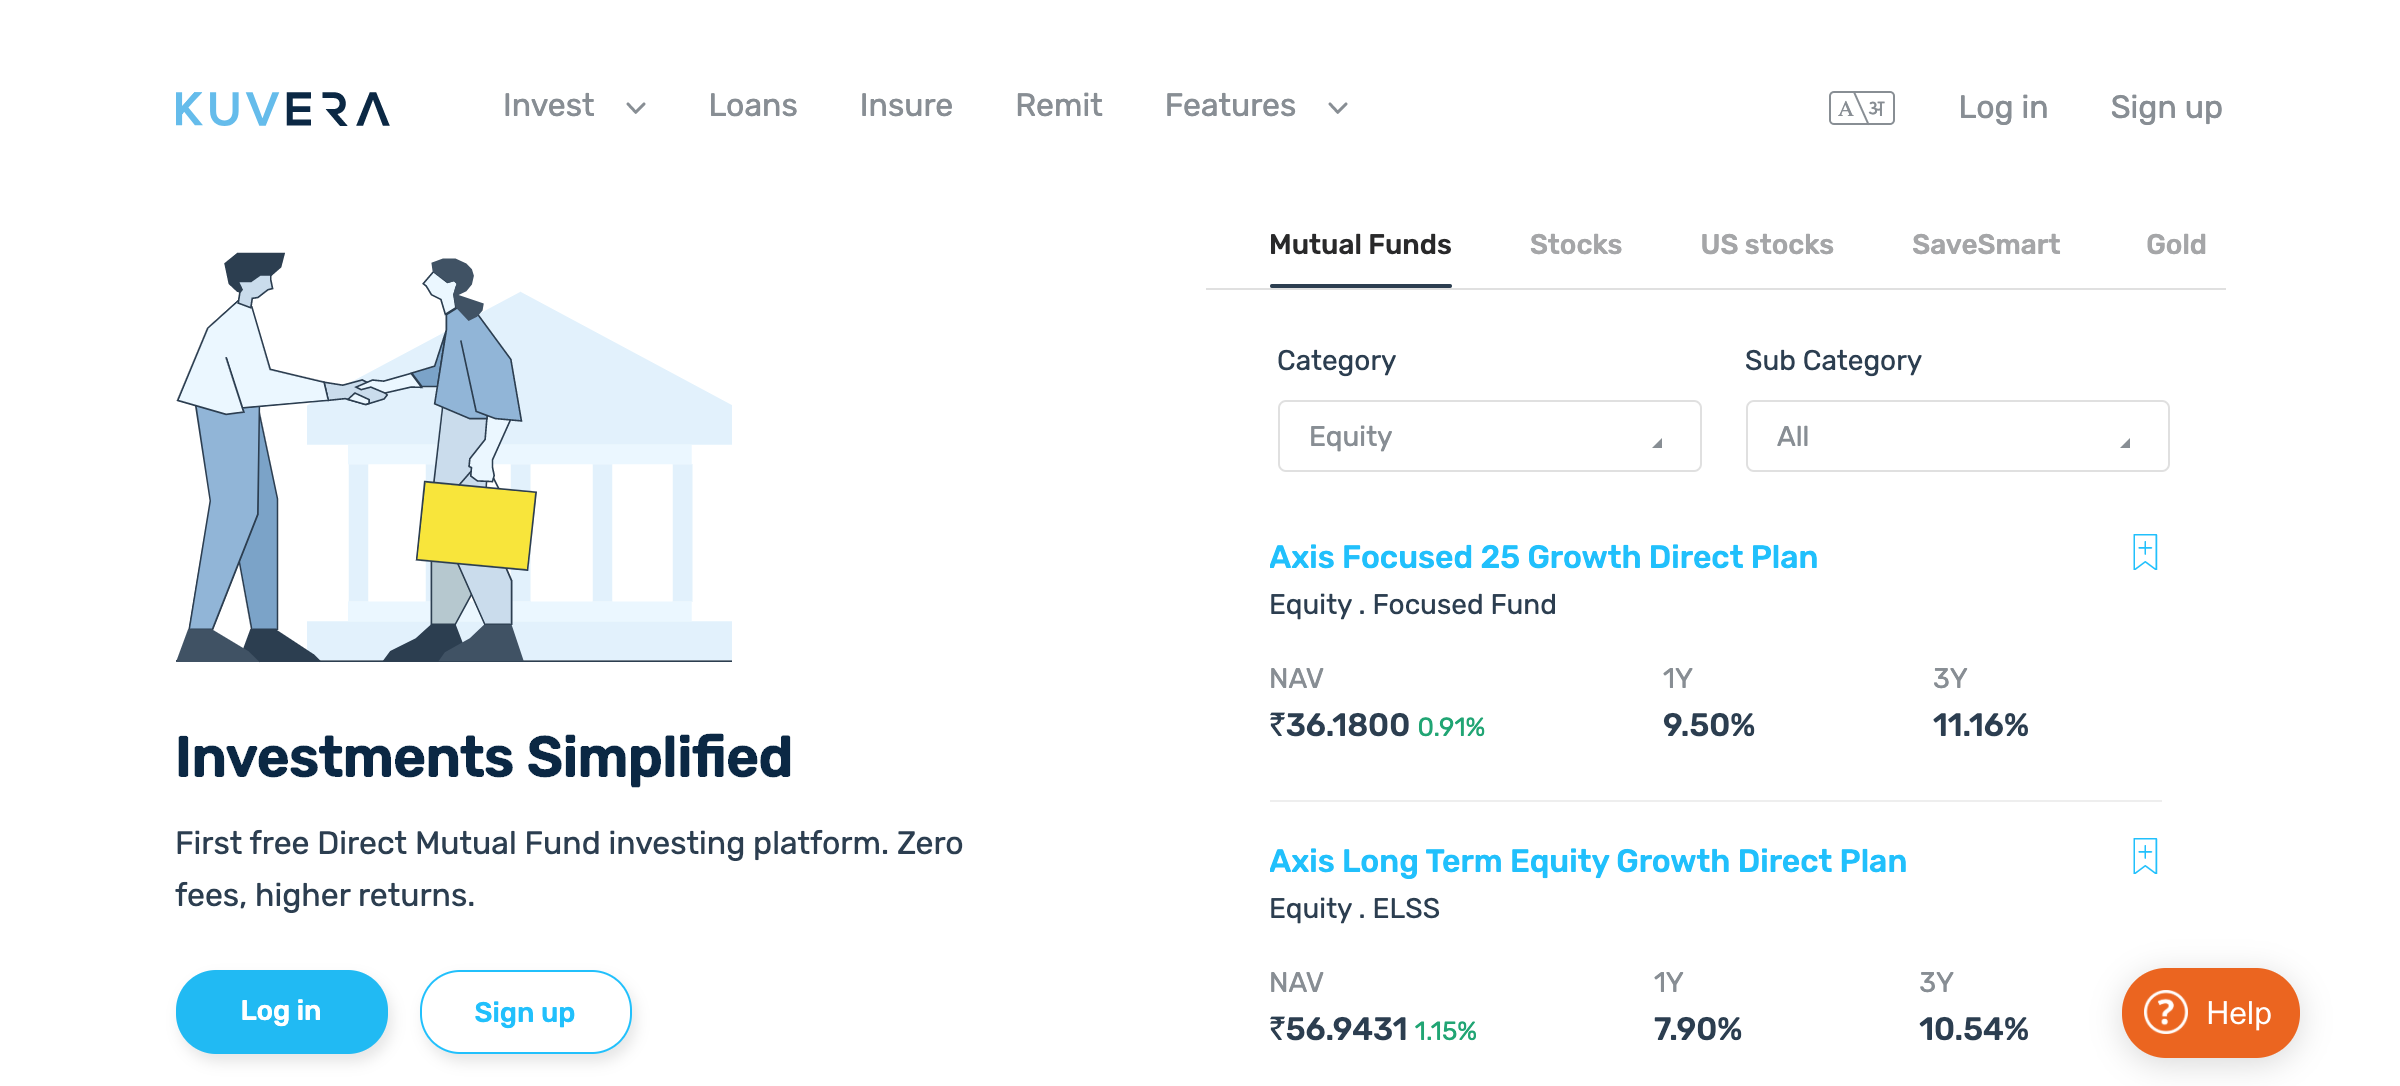 KUVERA
Invest
Loans
Insure
Remit
Features
A\अ
Log in
Sign up
Investments Simplified
First free Direct Mutual Fund investing platform. Zero
fees, higher returns.
Log in
Sign up
Mutual Funds
Stocks
US stocks
SaveSmart
Gold
Category
Sub Category
Equity
All
Axis Focused 25 Growth Direct Plan
Equity . Focused Fund
NAV
1Y
3Y
₹36.1800 0.91%
9.50%
11.16%
Axis Long Term Equity Growth Direct Plan
Equity . ELSS
NAV
1Y
3Y
₹56.9431 1.15%
7.90%
10.54%
? Help